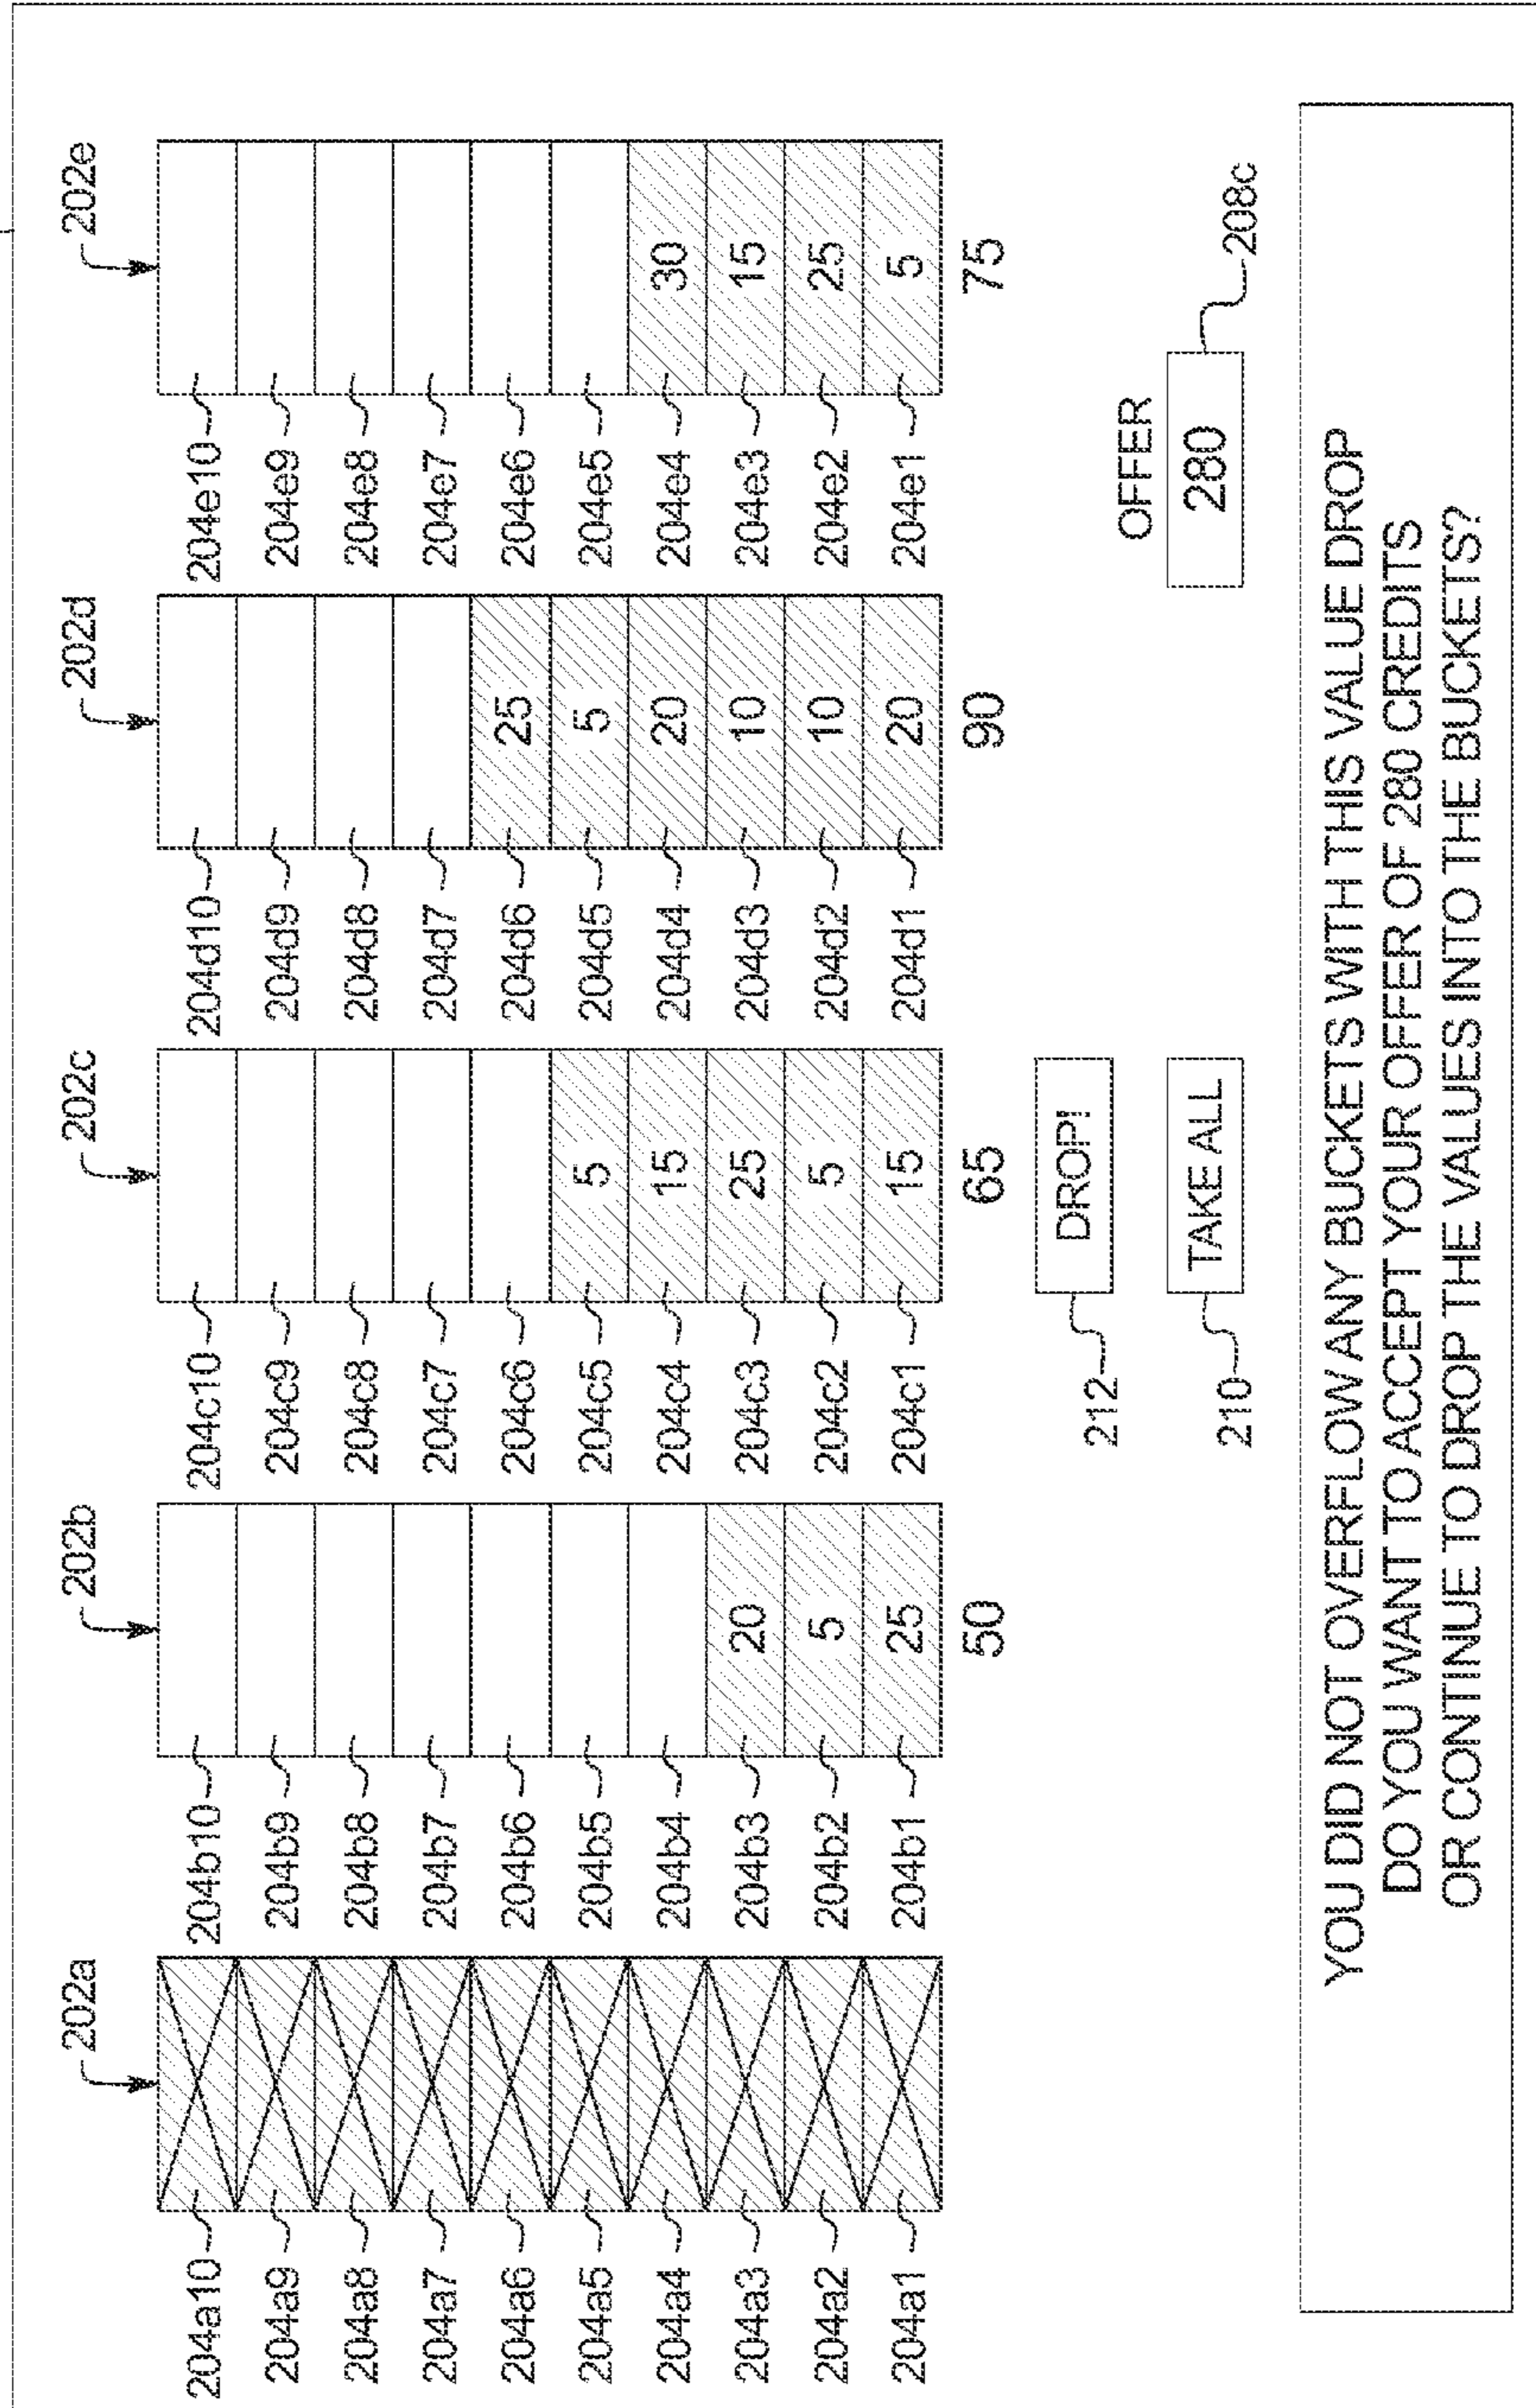 202a
202b
202c
202d
202e
204a10
204b10
204c10
204d10
204e10
204a9
204b9
204c9
204d9
204e9
204a8
204b8
204c8
204d8
204e8
204a7
204b7
204c7
204d7
204e7
204a6
204b6
204c6
204d6
25
204e6
204a5
204b5
204c5
5
204d5
5
204e5
204a4
204b4
204c4
15
204d4
20
204e4
30
204a3
204b3
20
204c3
25
204d3
10
204e3
15
204a2
204b2
5
204c2
5
204d2
10
204e2
25
204a1
204b1
25
204c1
15
204d1
20
204e1
5
50
65
90
75
212
DROP!
OFFER
210
TAKE ALL
280
208c
YOU DID NOT OVERFLOW ANY BUCKETS WITH THIS VALUE DROP
DO YOU WANT TO ACCEPT YOUR OFFER OF 280 CREDITS
OR CONTINUE TO DROP THE VALUES INTO THE BUCKETS?